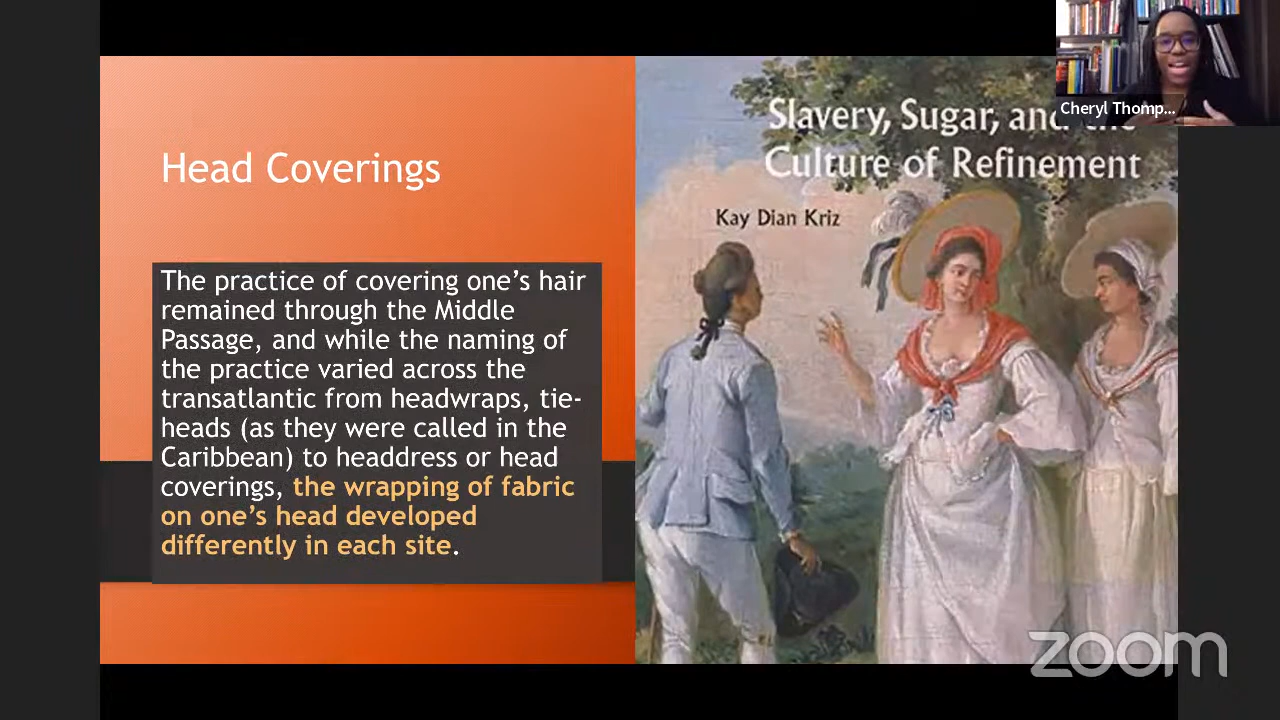 Head Coverings
The practice of covering one's hair
remained through the Middle
Passage, and while the naming of
the practice varied across the
transatlantic from headwraps, tie-
heads (as they were called in the
Caribbean) to headdress or head
coverings, the wrapping of fabric
on one's head developed
differently in each site.
Slavery, Sugar, and the
Culture of Refinement
Kay Dian Kriz
Cheryl Thomp...
zoom